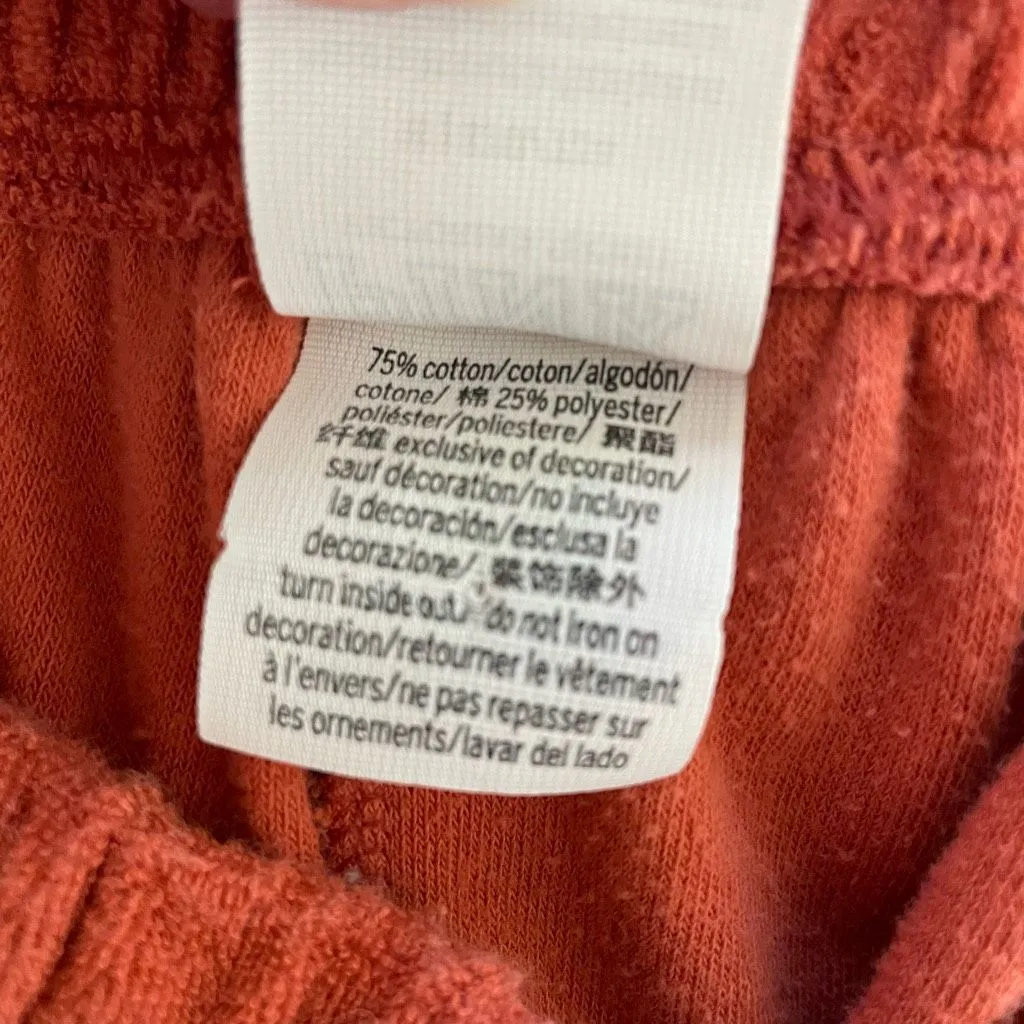 75% cotton/coton/algodón/
cotone/ 棉 25% polyester/
poliéster/poliestere/ 聚酯
纤维 exclusive of decoration/
sauf décoration/no incluye
la decoración/esclusa la
decorazione/ 装饰除外
turn inside out/ do not iron on
decoration/retourner le vêtement
à l'envers/ne pas repasser sur
les ornements/lavar del lado